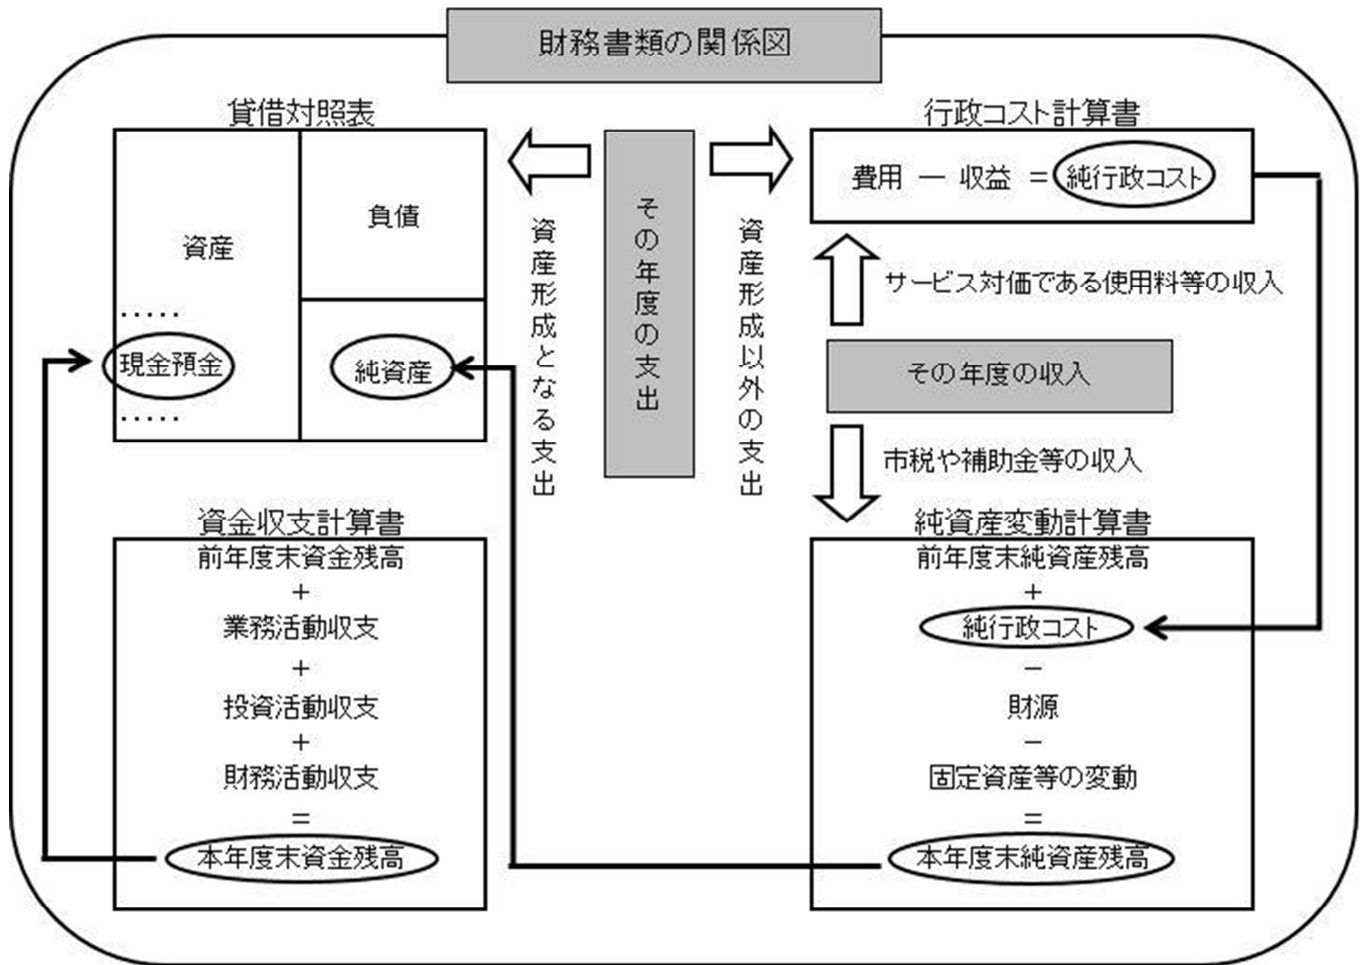 財務書類の関係図
貸借対照表
資産
・・・・・
現金預金
・・・・・
負債
純資産
資産形成となる支出
その年度の支出
資産形成以外の支出
行政コスト計算書
費用 － 収益 ＝ 純行政コスト
サービス対価である使用料等の収入
その年度の収入
市税や補助金等の収入
資金収支計算書
前年度末資金残高
＋
業務活動収支
＋
投資活動収支
＋
財務活動収支
＝
本年度末資金残高
純資産変動計算書
前年度末純資産残高
＋
純行政コスト
－
財源
－
固定資産等の変動
＝
本年度末純資産残高